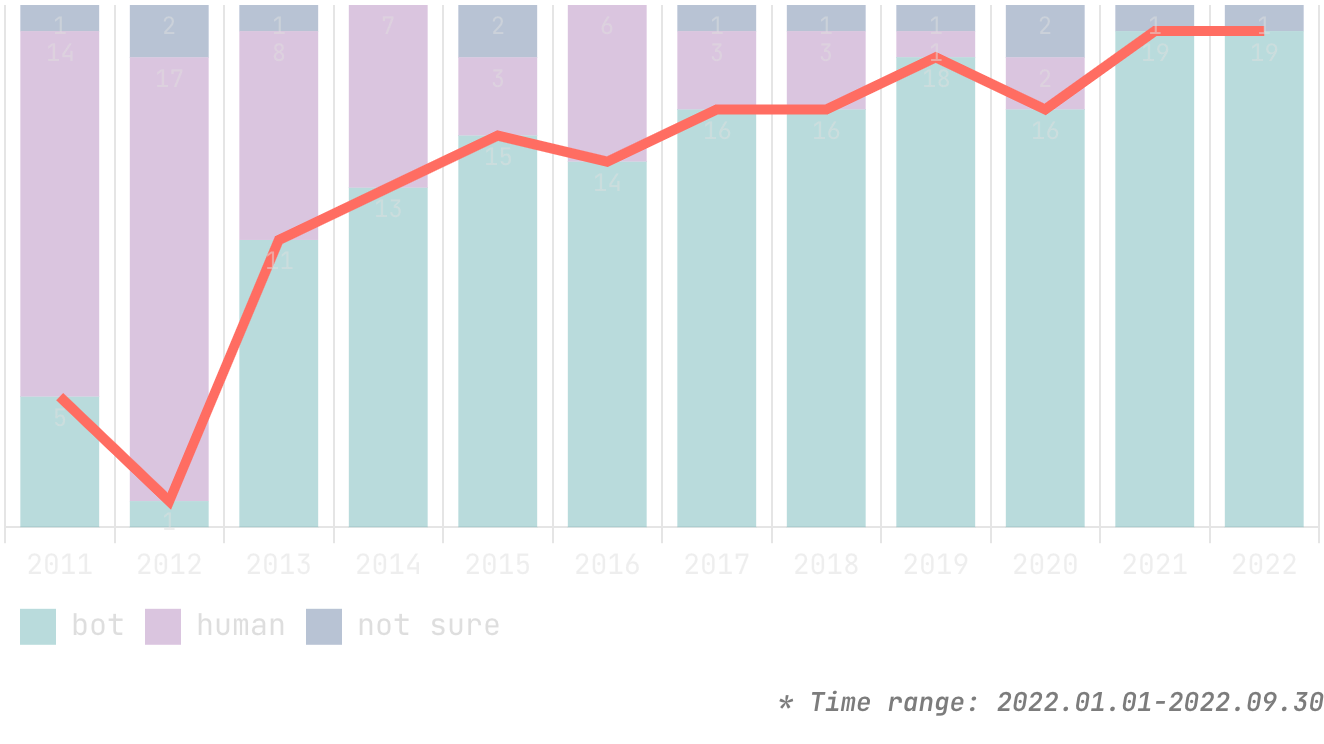 1 2 1 7 2 6 1 1 1 2 1 1
14 17 8 3 3 3 1 2 19 19
5 1 11 13 15 14 16 16 18 16
2011 2012 2013 2014 2015 2016 2017 2018 2019 2020 2021 2022
bot human not sure
* Time range: 2022.01.01-2022.09.30